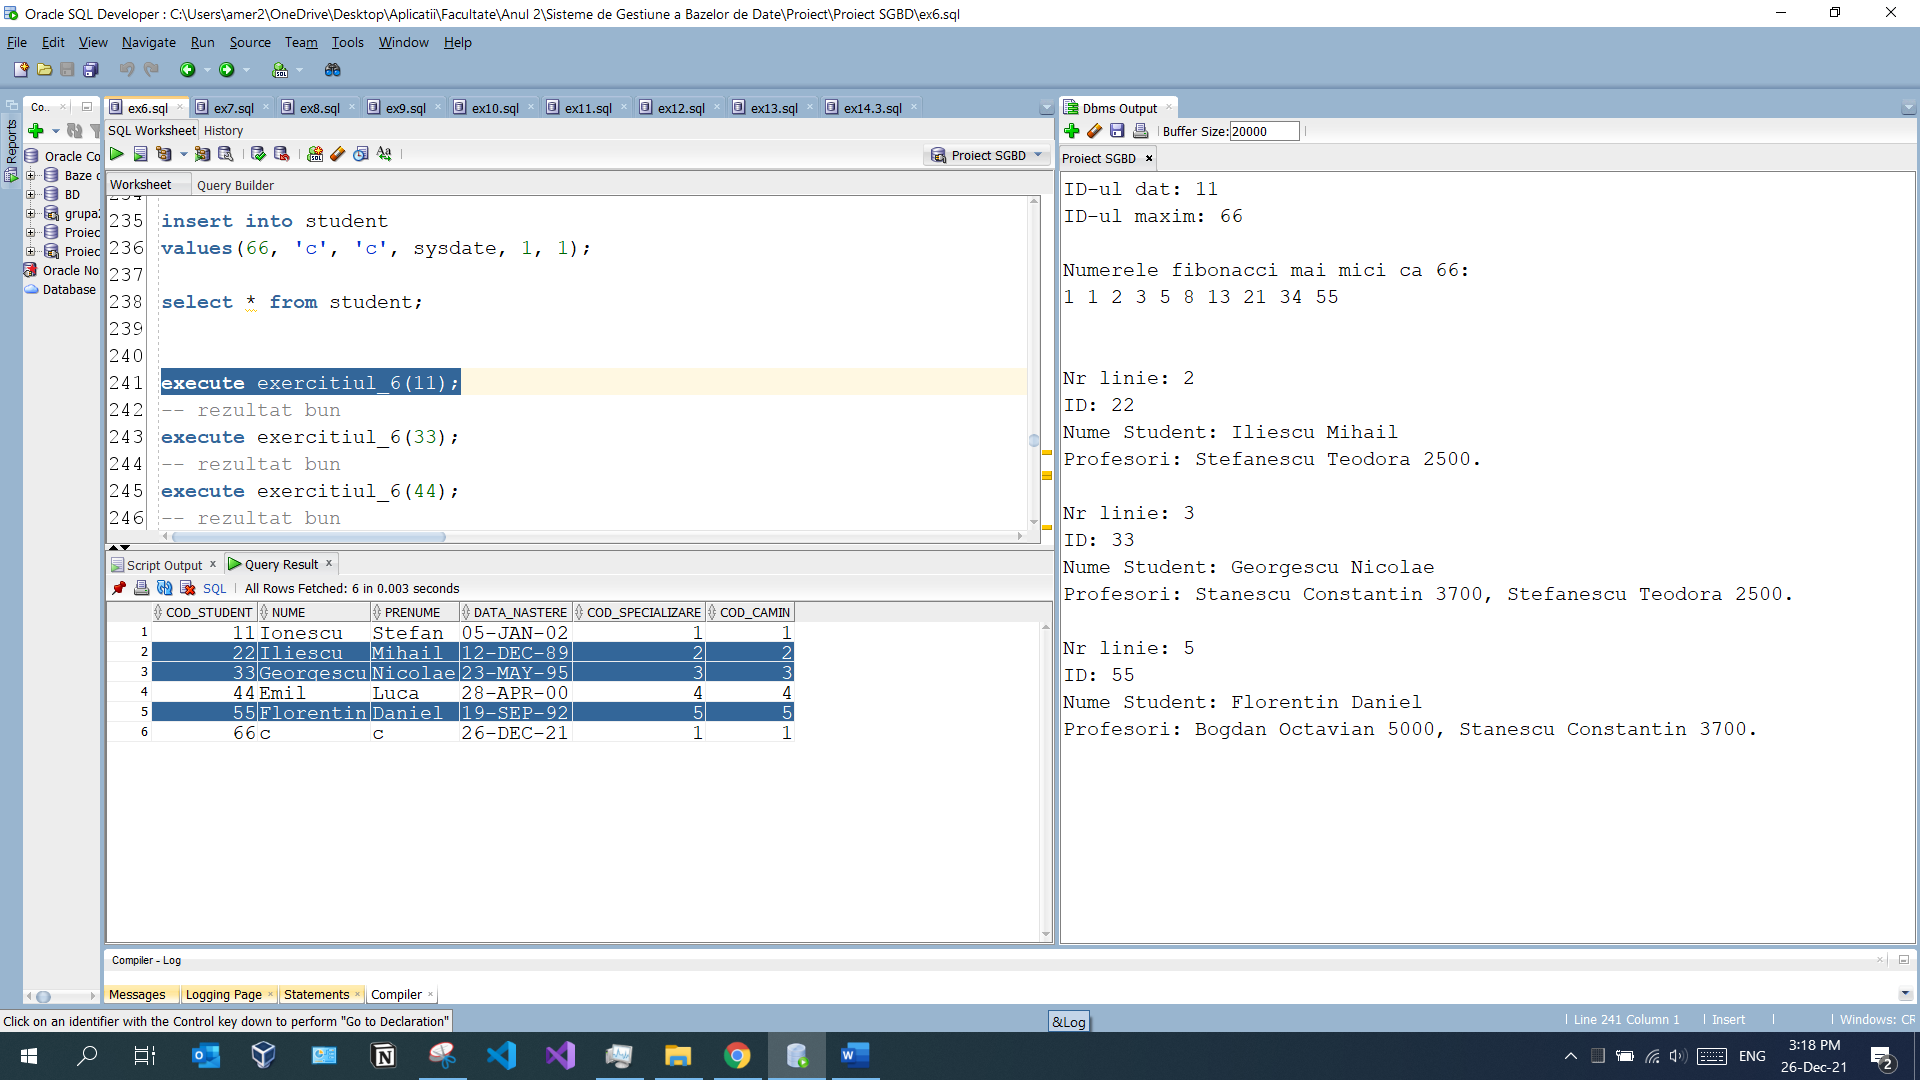 Oracle SQL Developer : C:\Users\amer2\OneDrive\Desktop\Aplicatii\Facultate\Anul 2\Sisteme de Gestiune a Bazelor de Date\Proiect\Proiect SGBD\ex6.sql
File Edit View Navigate Run Source Team Tools Window Help
Co..
Reports
Oracle Co
Baze
BD
grupa2
Proiec
Proiec
Oracle No
Database
ex6.sql ex7.sql ex8.sql ex9.sql ex10.sql ex11.sql ex12.sql ex13.sql ex14.3.sql
SQL Worksheet History
Aa
Proiect SGBD
Worksheet Query Builder
234
235 insert into student
236 values(66, 'c', 'c', sysdate, 1, 1);
237
238 select * from student;
239
240
241 execute exercitiul_6(11);
242 -- rezultat bun
243 execute exercitiul_6(33);
244 -- rezultat bun
245 execute exercitiul_6(44);
246 -- rezultat bun
Script Output x Query Result x
SQL All Rows Fetched: 6 in 0.003 seconds
COD_STUDENT NUME PRENUME DATA_NASTERE COD_SPECIALIZARE COD_CAMIN
1 11 Ionescu Stefan 05-JAN-02 1 1
2 22 Iliescu Mihail 12-DEC-89 2 2
3 33 Georgescu Nicolae 23-MAY-95 3 3
4 44 Emil Luca 28-APR-00 4 4
5 55 Florentin Daniel 19-SEP-92 5 5
6 66 c c 26-DEC-21 1 1
Dbms Output
Buffer Size: 20000
Proiect SGBD x
ID-ul dat: 11
ID-ul maxim: 66
Numerele fibonacci mai mici ca 66:
1 1 2 3 5 8 13 21 34 55
Nr linie: 2
ID: 22
Nume Student: Iliescu Mihail
Profesori: Stefanescu Teodora 2500.
Nr linie: 3
ID: 33
Nume Student: Georgescu Nicolae
Profesori: Stanescu Constantin 3700, Stefanescu Teodora 2500.
Nr linie: 5
ID: 55
Nume Student: Florentin Daniel
Profesori: Bogdan Octavian 5000, Stanescu Constantin 3700.
Compiler - Log
Messages Logging Page Statements Compiler
Click on an identifier with the Control key down to perform "Go to Declaration"
&Log
Line 241 Column 1 Insert Windows: CR
ENG
3:18 PM
26-Dec-21
2